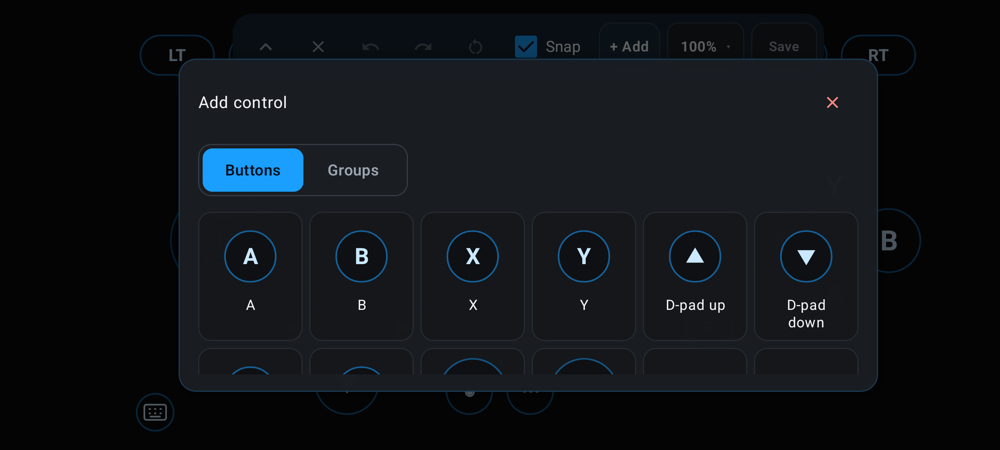 LT
Snap
+ Add
100%
Save
RT
Add control
Buttons
Groups
A
B
X
Y
A
B
X
Y
D-pad up
D-pad
down
Y
B